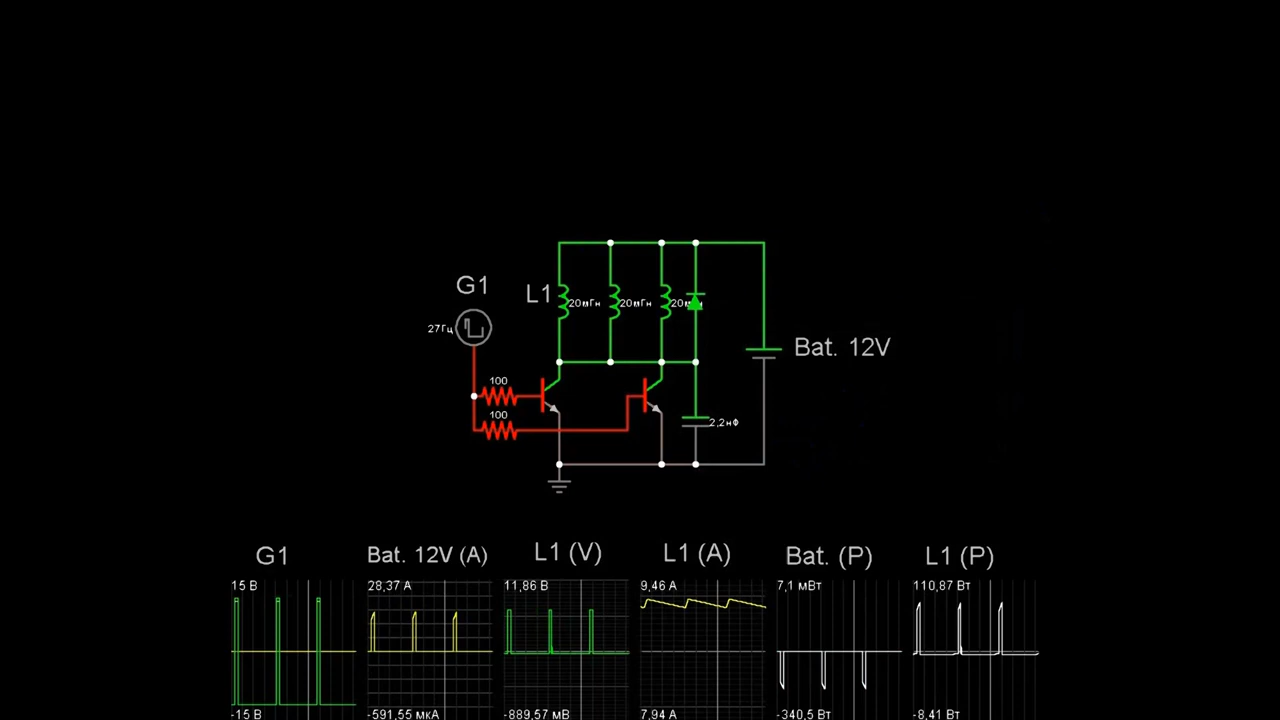 G1
L1
20мГн
20мГн
20мГн
27Гц
Bat. 12V
100
100
2,2нФ
G1
Bat. 12V (A)
L1 (V)
L1 (A)
Bat. (P)
L1 (P)
15 В
28,37 А
11,86 В
9,46 А
7,1 мВт
110,87 Вт
-15 В
-591,55 мкА
-889,57 мВ
7,94 А
-340,5 Вт
-8,41 Вт